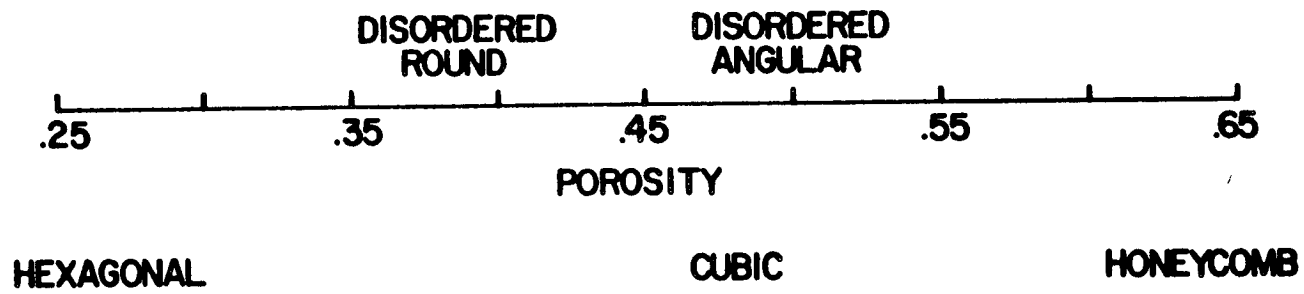 DISORDERED DISORDERED
ROUND ANGULAR
.25 .35 .45 .55 .65
POROSITY
HEXAGONAL CUBIC HONEYCOMB